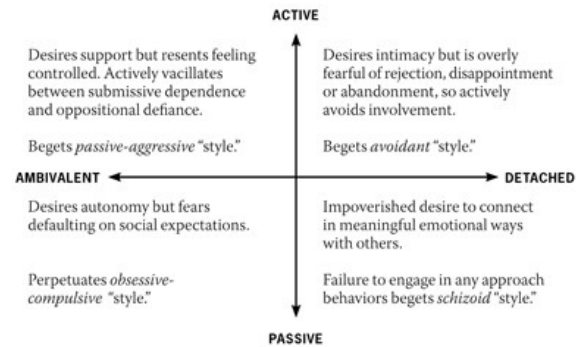 ACTIVE
Desires support but resents feeling
controlled. Actively vacillates
between submissive dependence
and oppositional defiance.
Begets passive-aggressive “style.”
Desires intimacy but is overly
fearful of rejection, disappointment
or abandonment, so actively
avoids involvement.
Begets avoidant “style.”
AMBIVALENT
DETACHED
Desires autonomy but fears
defaulting on social expectations.
Perpetuates obsessive-
compulsive “style.”
Impoverished desire to connect
in meaningful emotional ways
with others.
Failure to engage in any approach
behaviors begets schizoid “style.”
PASSIVE